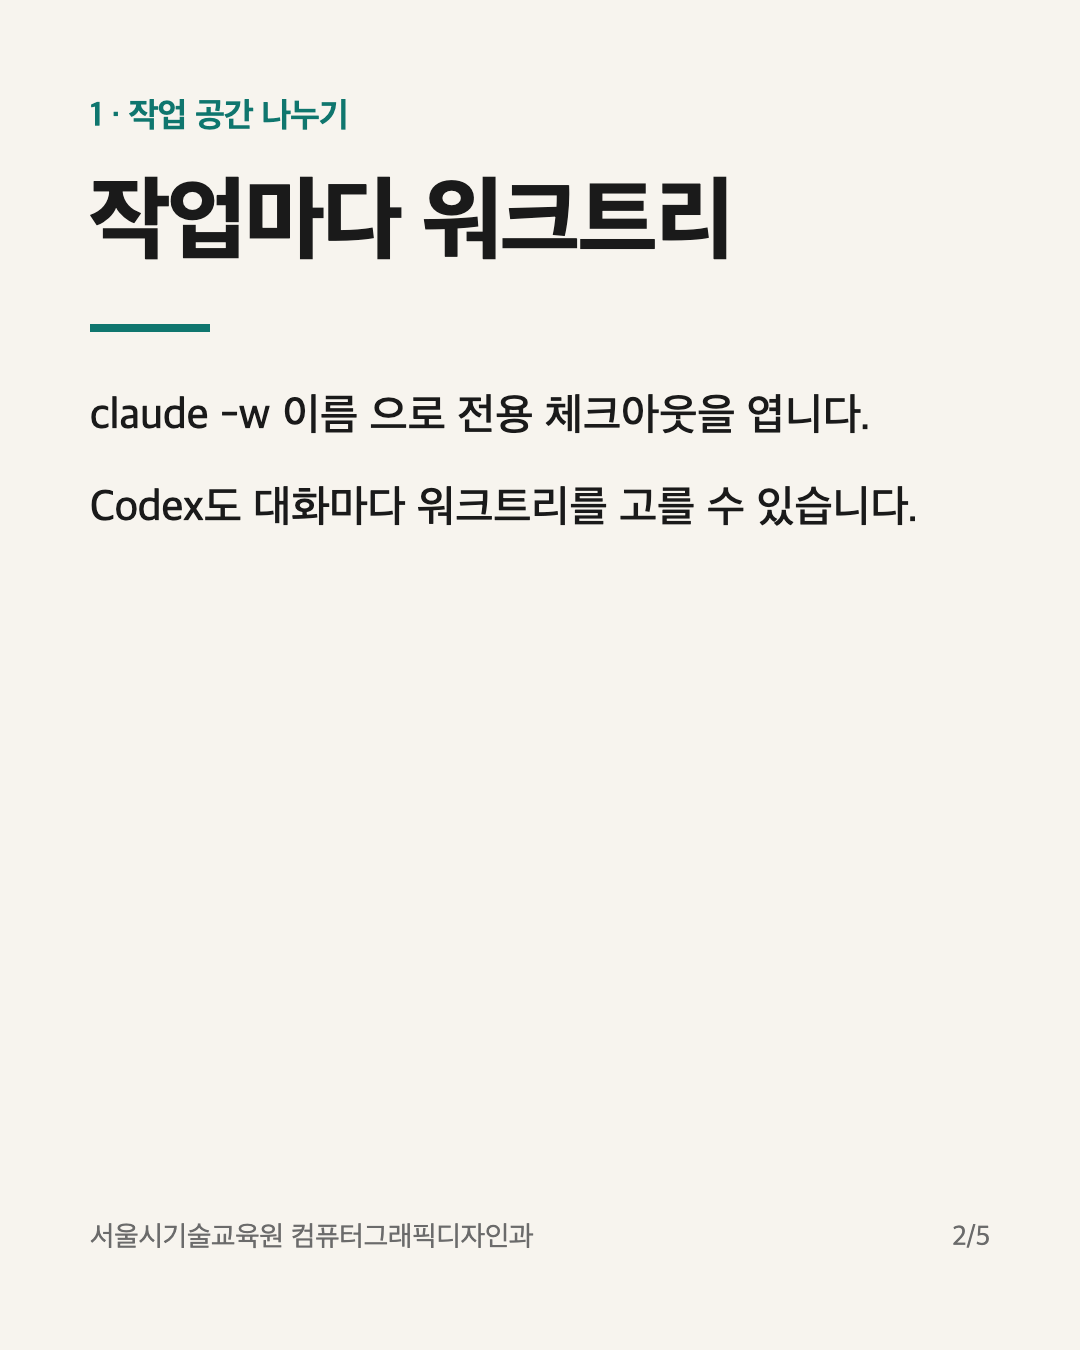 1 · 작업 공간 나누기
작업마다 워크트리
claude -w 이름 으로 전용 체크아웃을 엽니다.
Codex도 대화마다 워크트리를 고를 수 있습니다.
서울시기술교육원 컴퓨터그래픽디자인과
2/5